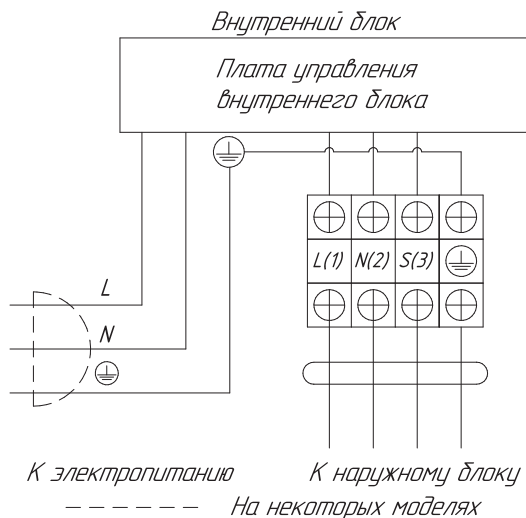 Внутренний блок
Плата управления
внутреннего блока
L(1) N(2) S(3)
L
N
К электропитанию К наружному блоку
На некоторых моделях